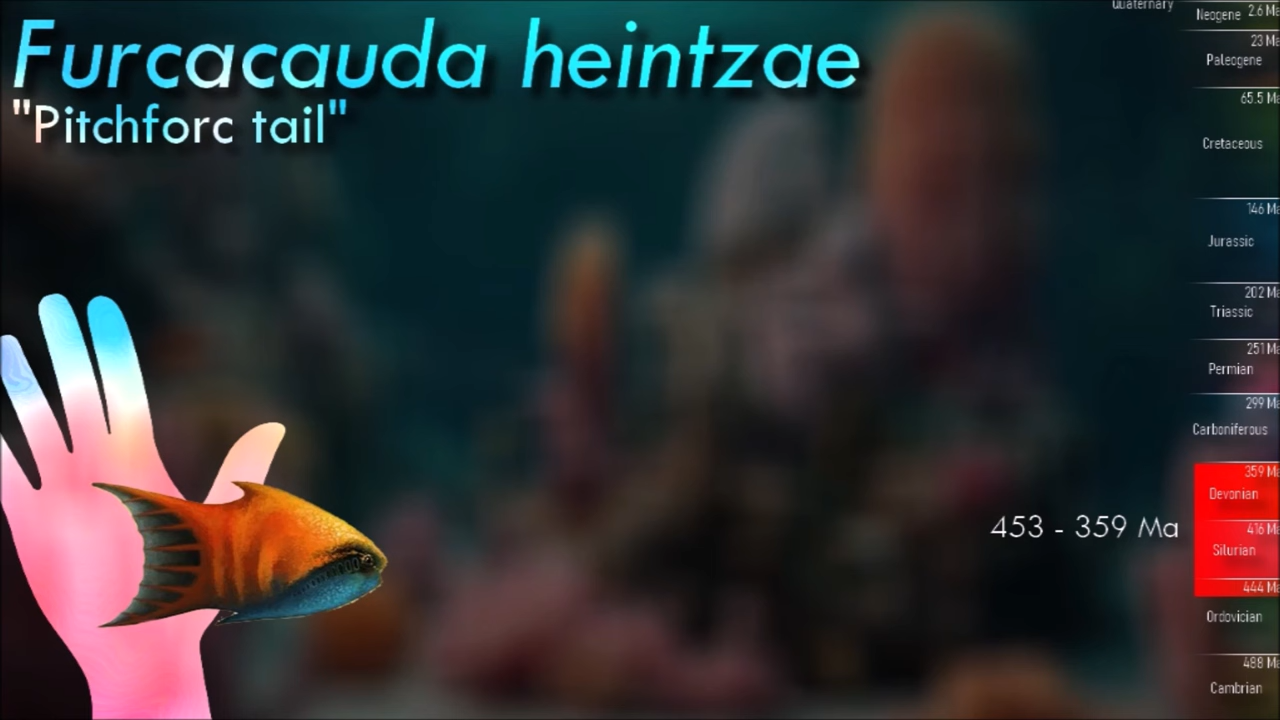 Furcacauda heintzae
"Pitchforc tail"
Quaternary
2.6 Ma
Neogene
23 Ma
Paleogene
65.5 Ma
Cretaceous
146 Ma
Jurassic
202 Ma
Triassic
251 Ma
Permian
299 Ma
Carboniferous
359 Ma
Devonian
453 - 359 Ma
416 Ma
Silurian
444 Ma
Ordovician
488 Ma
Cambrian